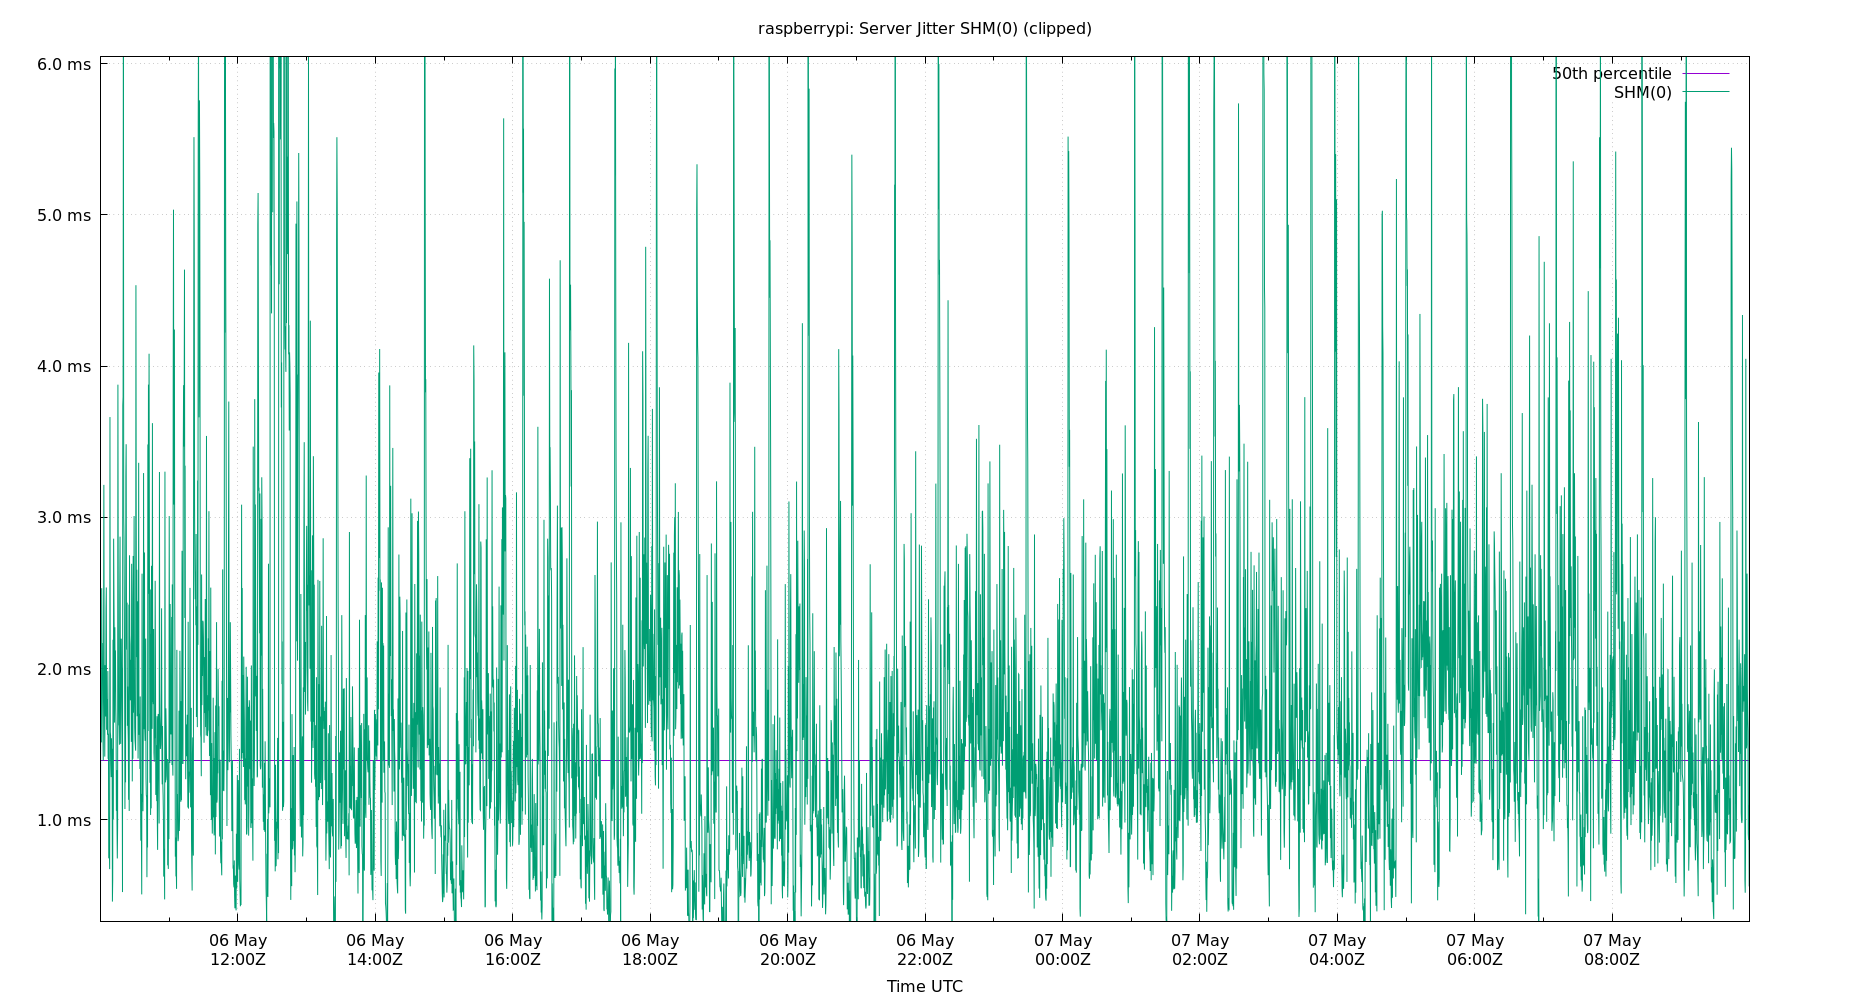 raspberrypi: Server Jitter SHM(0) (clipped)
6.0 ms
50th percentile
SHM(0)
5.0 ms
4.0 ms
3.0 ms
2.0 ms
1.0 ms
06 May 06 May 06 May 06 May 06 May 06 May 07 May 07 May 07 May 07 May 07 May
12:00Z 14:00Z 16:00Z 18:00Z 20:00Z 22:00Z 00:00Z 02:00Z 04:00Z 06:00Z 08:00Z
Time UTC